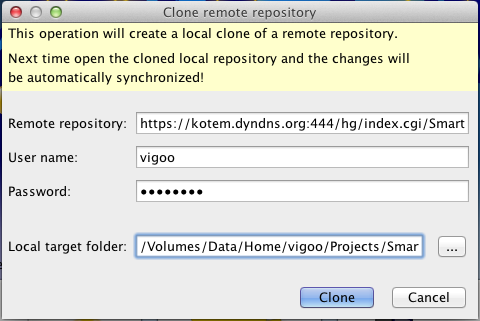 Clone remote repository
This operation will create a local clone of a remote repository.
Next time open the cloned local repository and the changes will
be automatically synchronized!
Remote repository: https://kotem.dyndns.org:444/hg/index.cgi/Smart
User name: vigoo
Password: ••••••••
Local target folder: /Volumes/Data/Home/vigoo/Projects/Smar ...
Clone Cancel